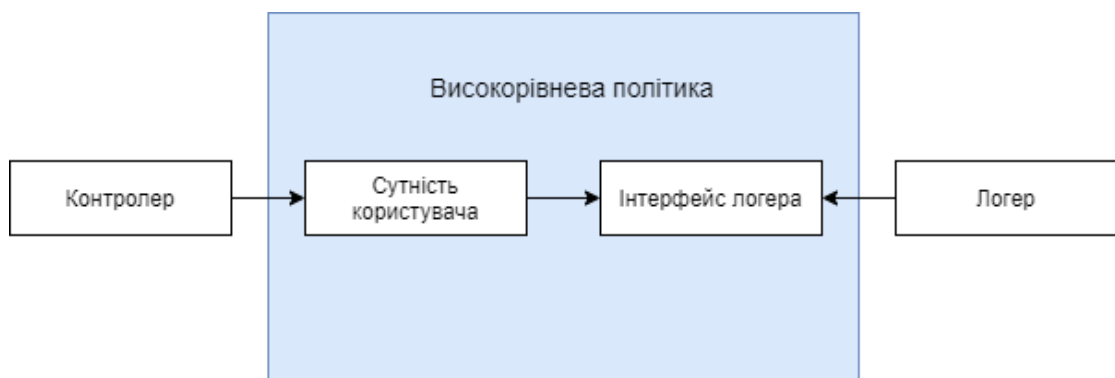 Високорівнева політика
Контролер
Сутність
користувача
Інтерфейс логера
Логер